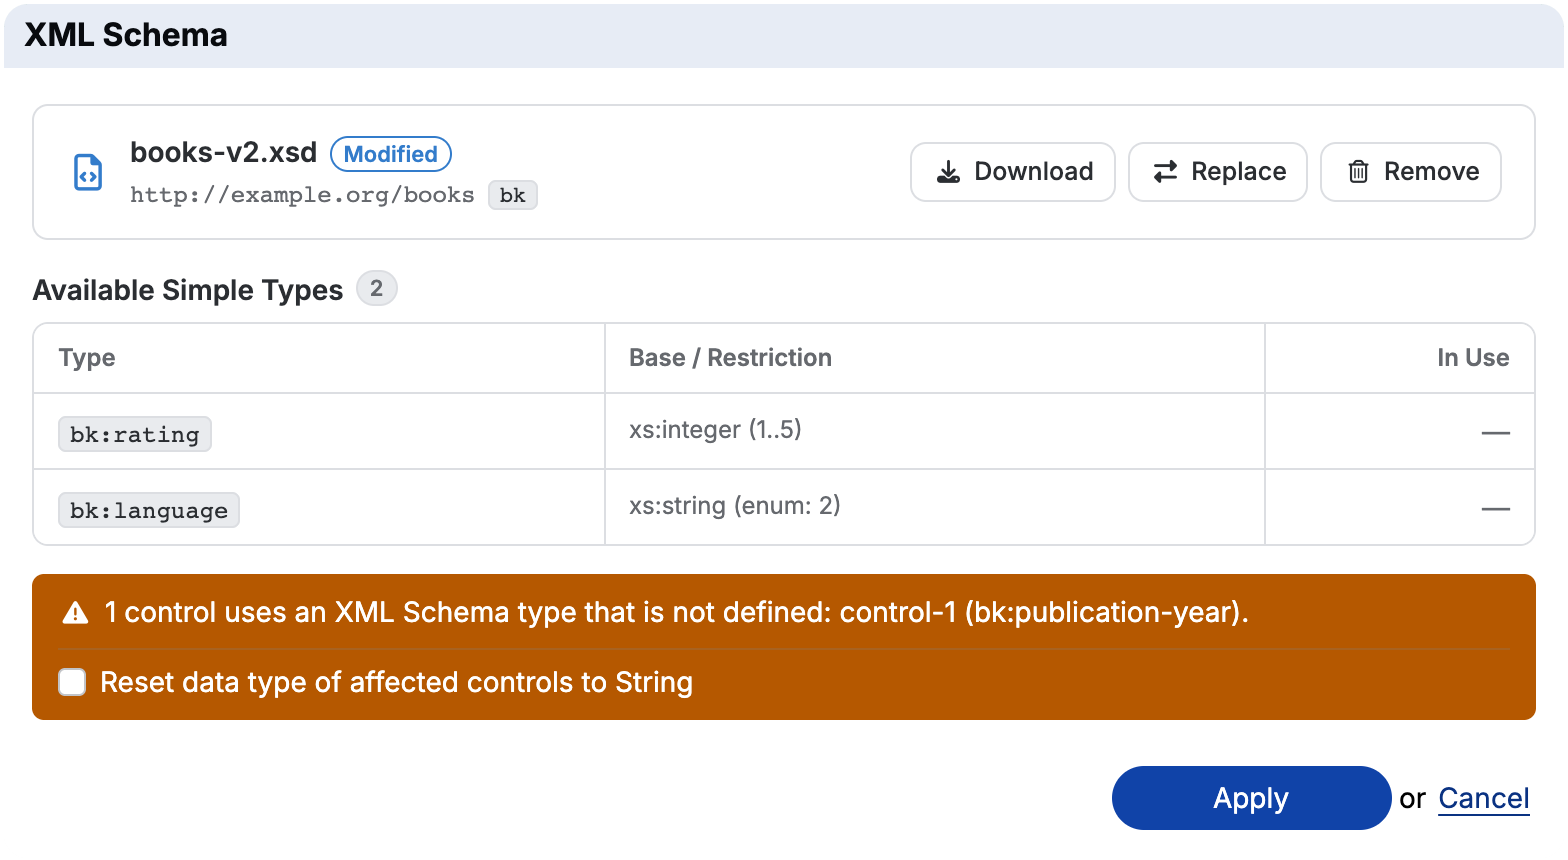 XML Schema
books-v2.xsd Modified
http://example.org/books bk
Download Replace Remove
Available Simple Types 2
Type Base / Restriction In Use
bk:rating xs:integer (1..5) —
bk:language xs:string (enum: 2) —
1 control uses an XML Schema type that is not defined: control-1 (bk:publication-year).
Reset data type of affected controls to String
Apply or Cancel